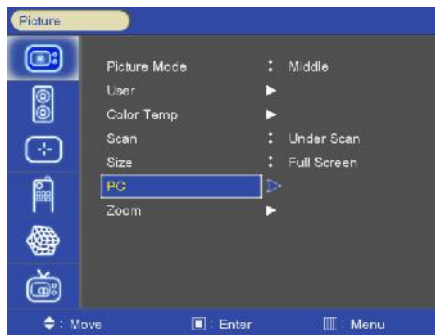 Picture
Picture Mode : Middle
User
Color Temp
Scan : Under Scan
Size : Full Screen
PC
Zoom
: Move : Enter : Menu